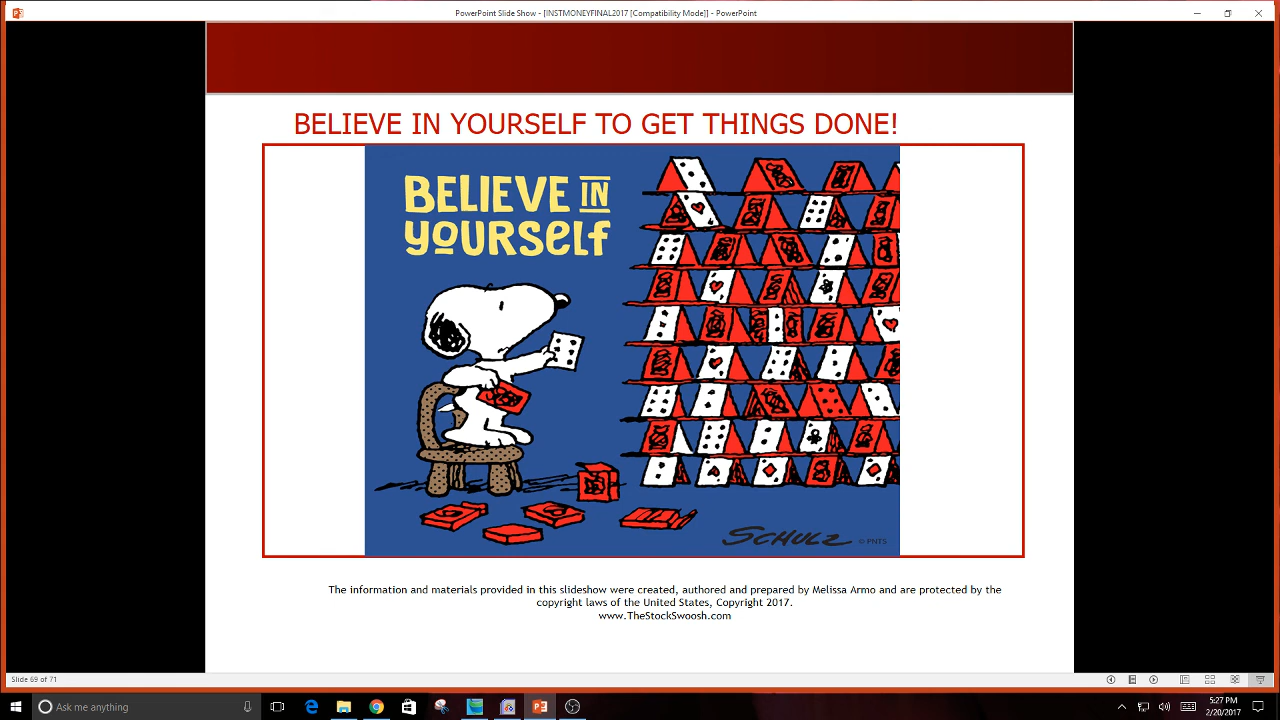 PowerPoint Slide Show - [INSTMONEYFINAL2017 [Compatibility Mode]] - PowerPoint
BELIEVE IN YOURSELF TO GET THINGS DONE!
BELIEVE IN
YOURSELF
SCHULZ © PNTS
The information and materials provided in this slideshow were created, authored and prepared by Melissa Armo and are protected by the
copyright laws of the United States, Copyright 2017.
www.TheStockSwoosh.com
Slide 69 of 71
Ask me anything
5:27 PM
2/20/2017